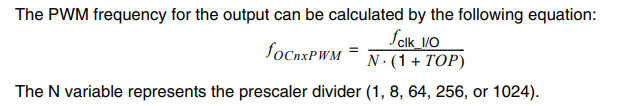 The PWM frequency for the output can be calculated by the following equation:
fOCnxPWM = fclk_I/O / N · (1 + TOP)
The N variable represents the prescaler divider (1, 8, 64, 256, or 1024).